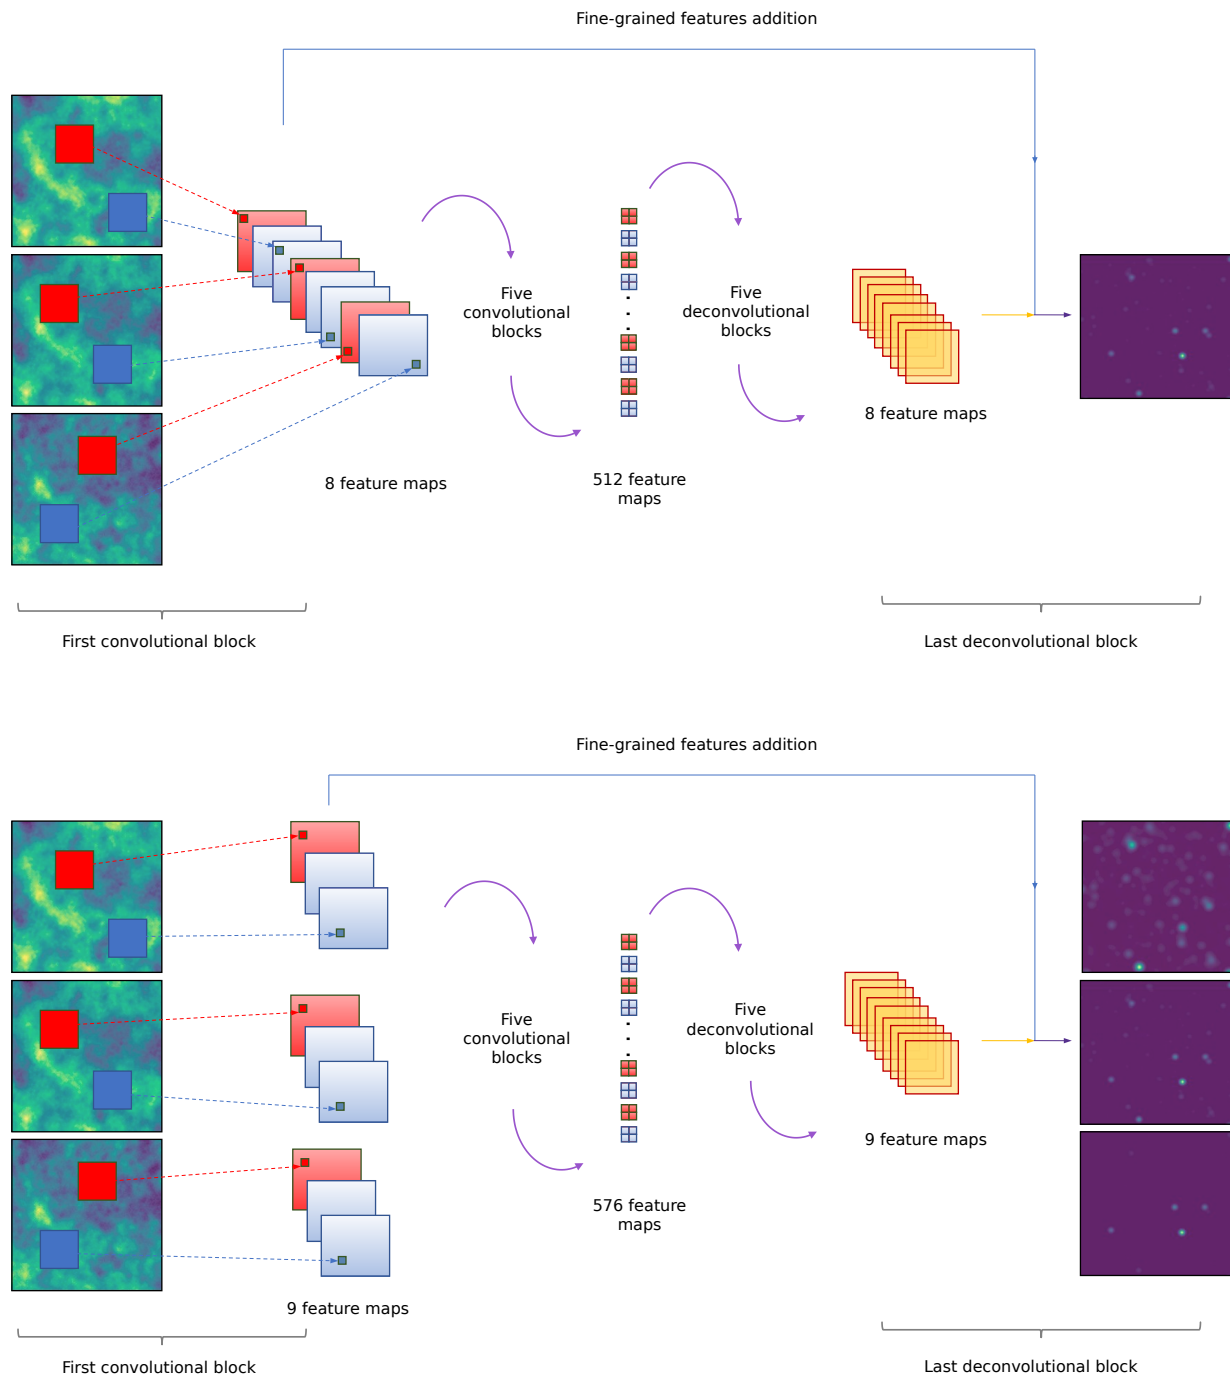 Fine-grained features addition
Five
convolutional
blocks
Five
deconvolutional
blocks
8 feature maps
8 feature maps
512 feature
maps
First convolutional block
Last deconvolutional block
Fine-grained features addition
Five
convolutional
blocks
Five
deconvolutional
blocks
9 feature maps
576 feature
maps
9 feature maps
First convolutional block
Last deconvolutional block